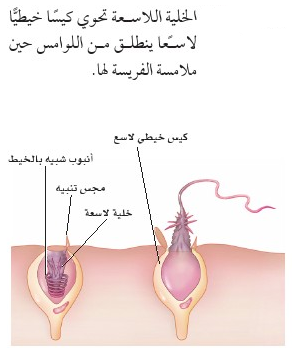 الخلية اللاسعة تحوي كيسًا خيطيًّا
لاسعًا ينطلق من اللوامس حين
ملامسة الفريسة لها.
كيس خيطي لاسع
أنبوب شبيه بالخيط
مجس تنبيه
خلية لاسعة